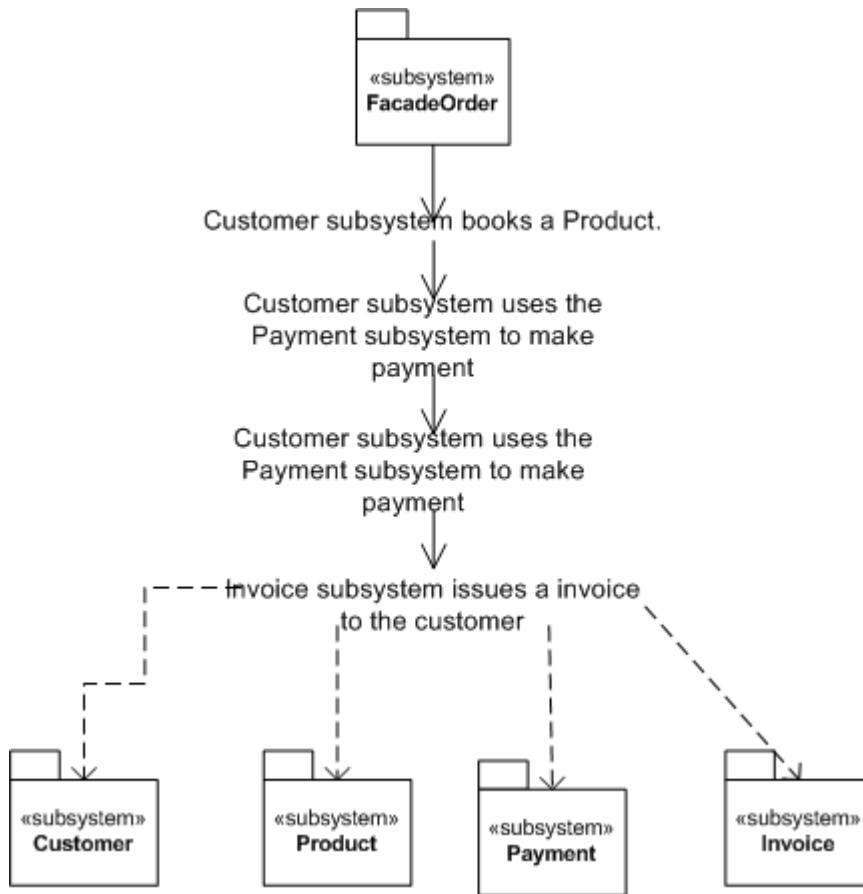 «subsystem»
FacadeOrder
Customer subsystem books a Product.
Customer subsystem uses the
Payment subsystem to make
payment
Customer subsystem uses the
Payment subsystem to make
payment
Invoice subsystem issues a invoice
to the customer
«subsystem»
Customer
«subsystem»
Product
«subsystem»
Payment
«subsystem»
Invoice